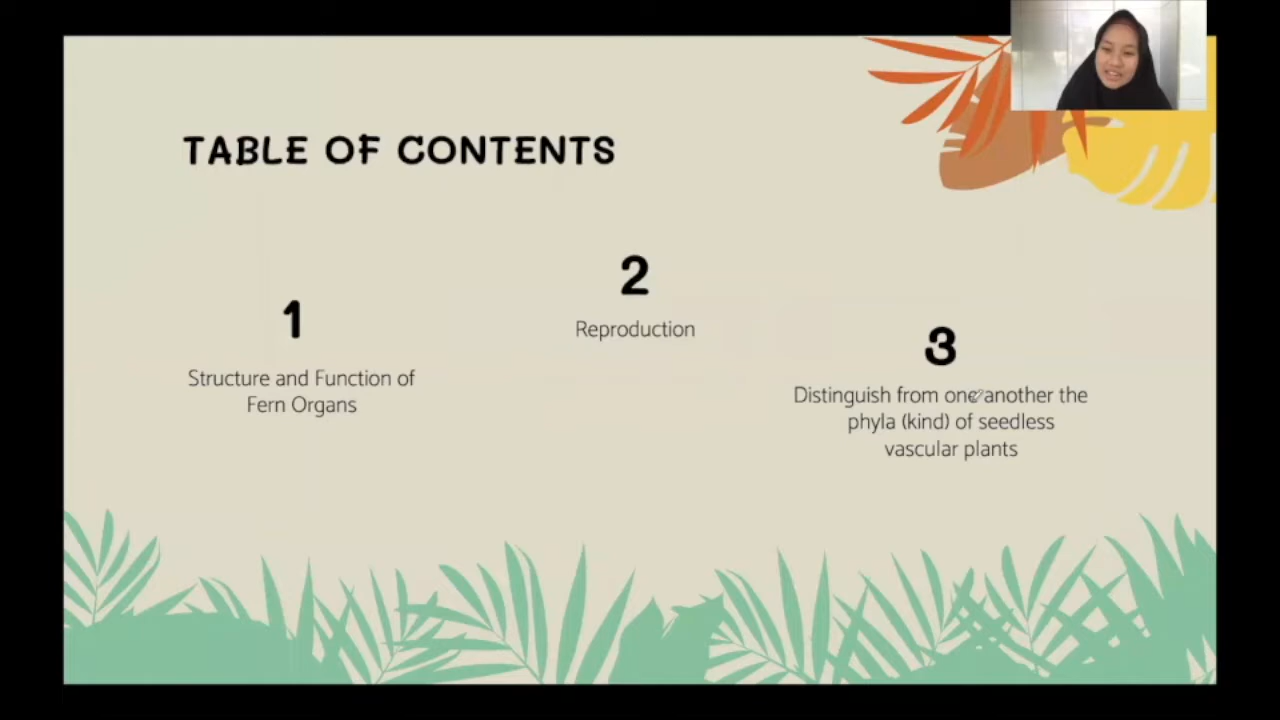 TABLE OF CONTENTS
1
Structure and Function of
Fern Organs
2
Reproduction
3
Distinguish from one another the
phyla (kind) of seedless
vascular plants